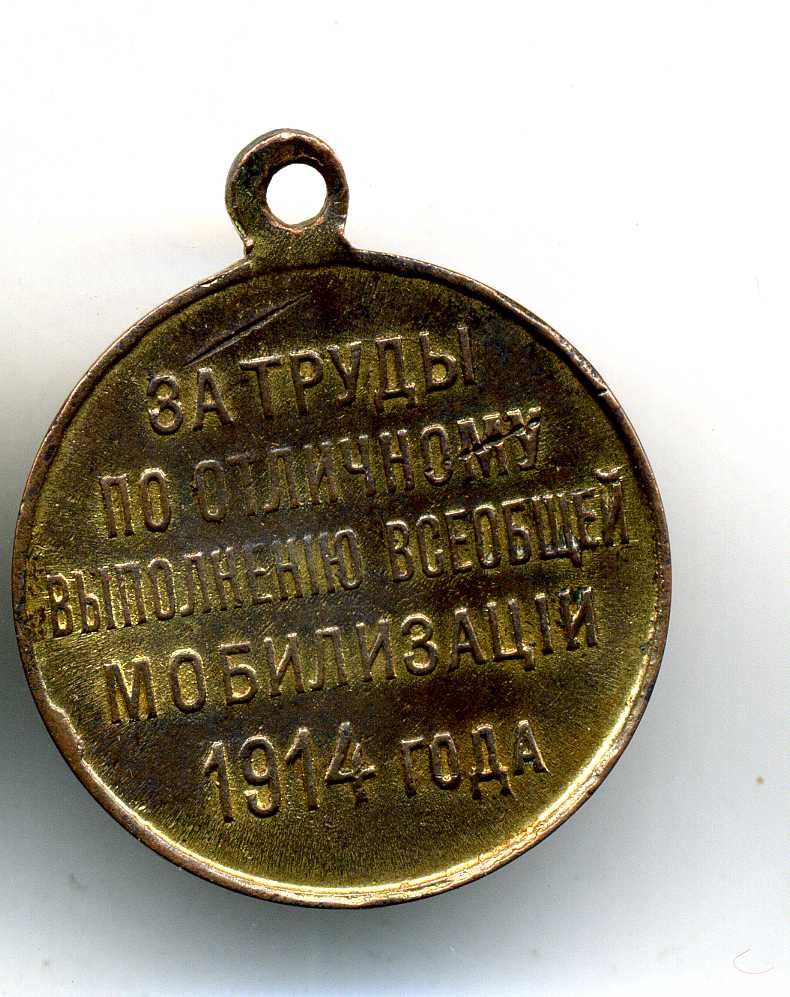 ЗА ТРУДЫ
ПО ОТЛИЧНОМУ
ВЫПОЛНЕНІЮ ВСЕОБЩЕЙ
МОБИЛИЗАЦІИ
1914 ГОДА